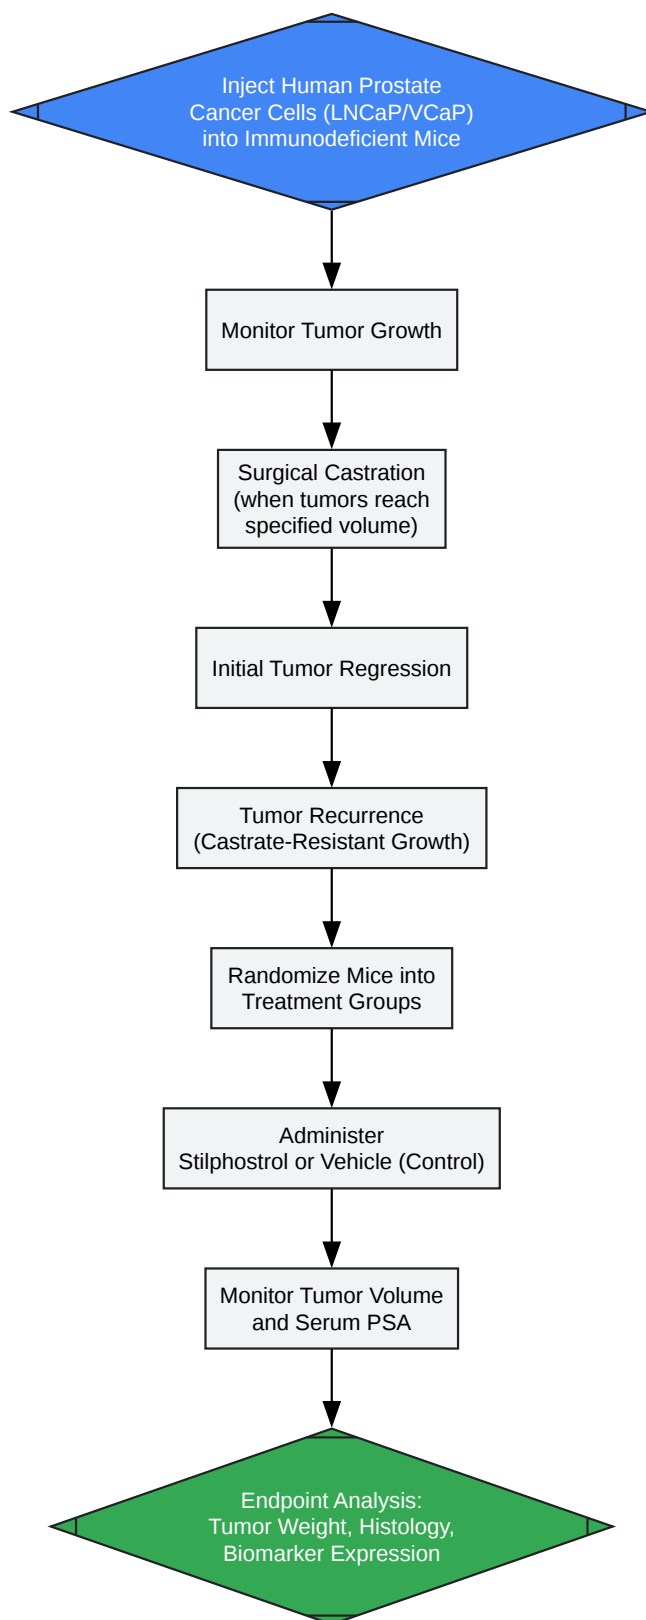 Inject Human Prostate
Cancer Cells (LNCaP/VCaP)
into Immunodeficient Mice
Monitor Tumor Growth
Surgical Castration
(when tumors reach
specified volume)
Initial Tumor Regression
Tumor Recurrence
(Castrate-Resistant Growth)
Randomize Mice into
Treatment Groups
Administer
Stilphostrol or Vehicle (Control)
Monitor Tumor Volume
and Serum PSA
Endpoint Analysis:
Tumor Weight, Histology,
Biomarker Expression